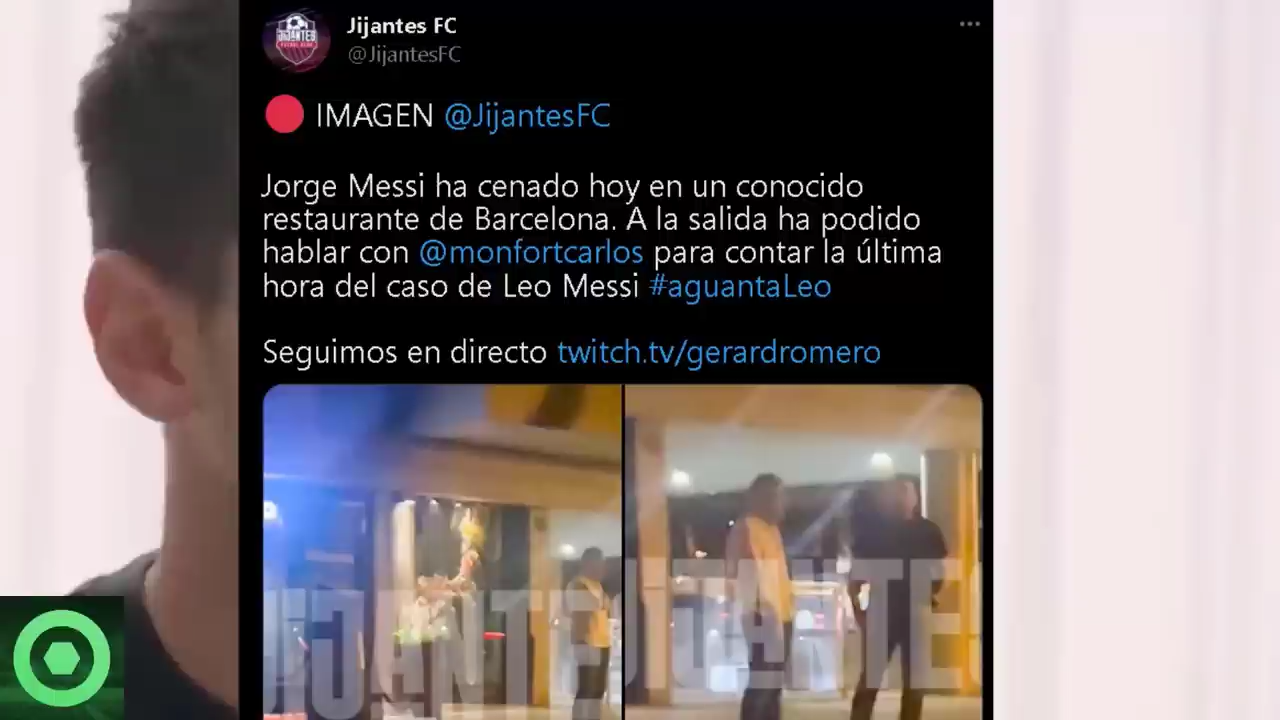 Jijantes FC
@JijantesFC
IMAGEN @JijantesFC
Jorge Messi ha cenado hoy en un conocido
restaurante de Barcelona. A la salida ha podido
hablar con @monfortcarlos para contar la última
hora del caso de Leo Messi #aguantaLeo
Seguimos en directo twitch.tv/gerardromero
JIJANTES JIJANTES